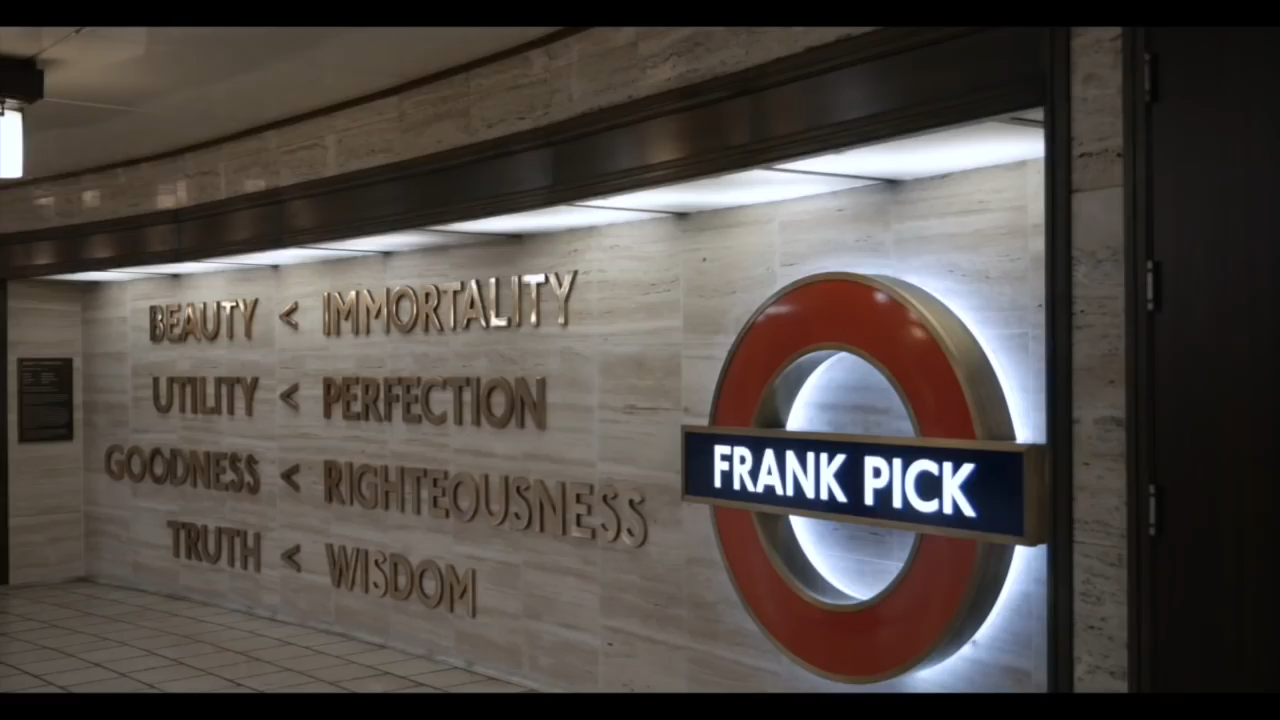 BEAUTY < IMMORTALITY
UTILITY < PERFECTION
GOODNESS < RIGHTEOUSNESS
TRUTH < WISDOM
FRANK PICK